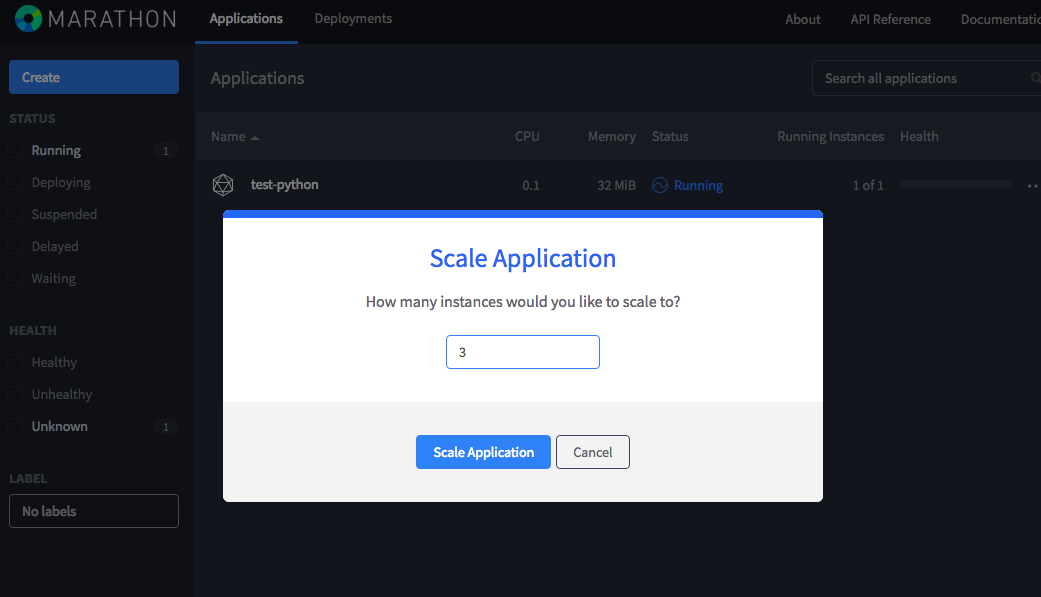 MARATHON Applications Deployments About API Reference Documentatio
Create
STATUS
Running 1
Deploying
Suspended
Delayed
Waiting
HEALTH
Healthy
Unhealthy
Unknown 1
LABEL
No labels
Applications
Search all applications
Name CPU Memory Status Running Instances Health
test-python 0.1 32 MiB Running 1 of 1
Scale Application
How many instances would you like to scale to?
3
Scale Application Cancel